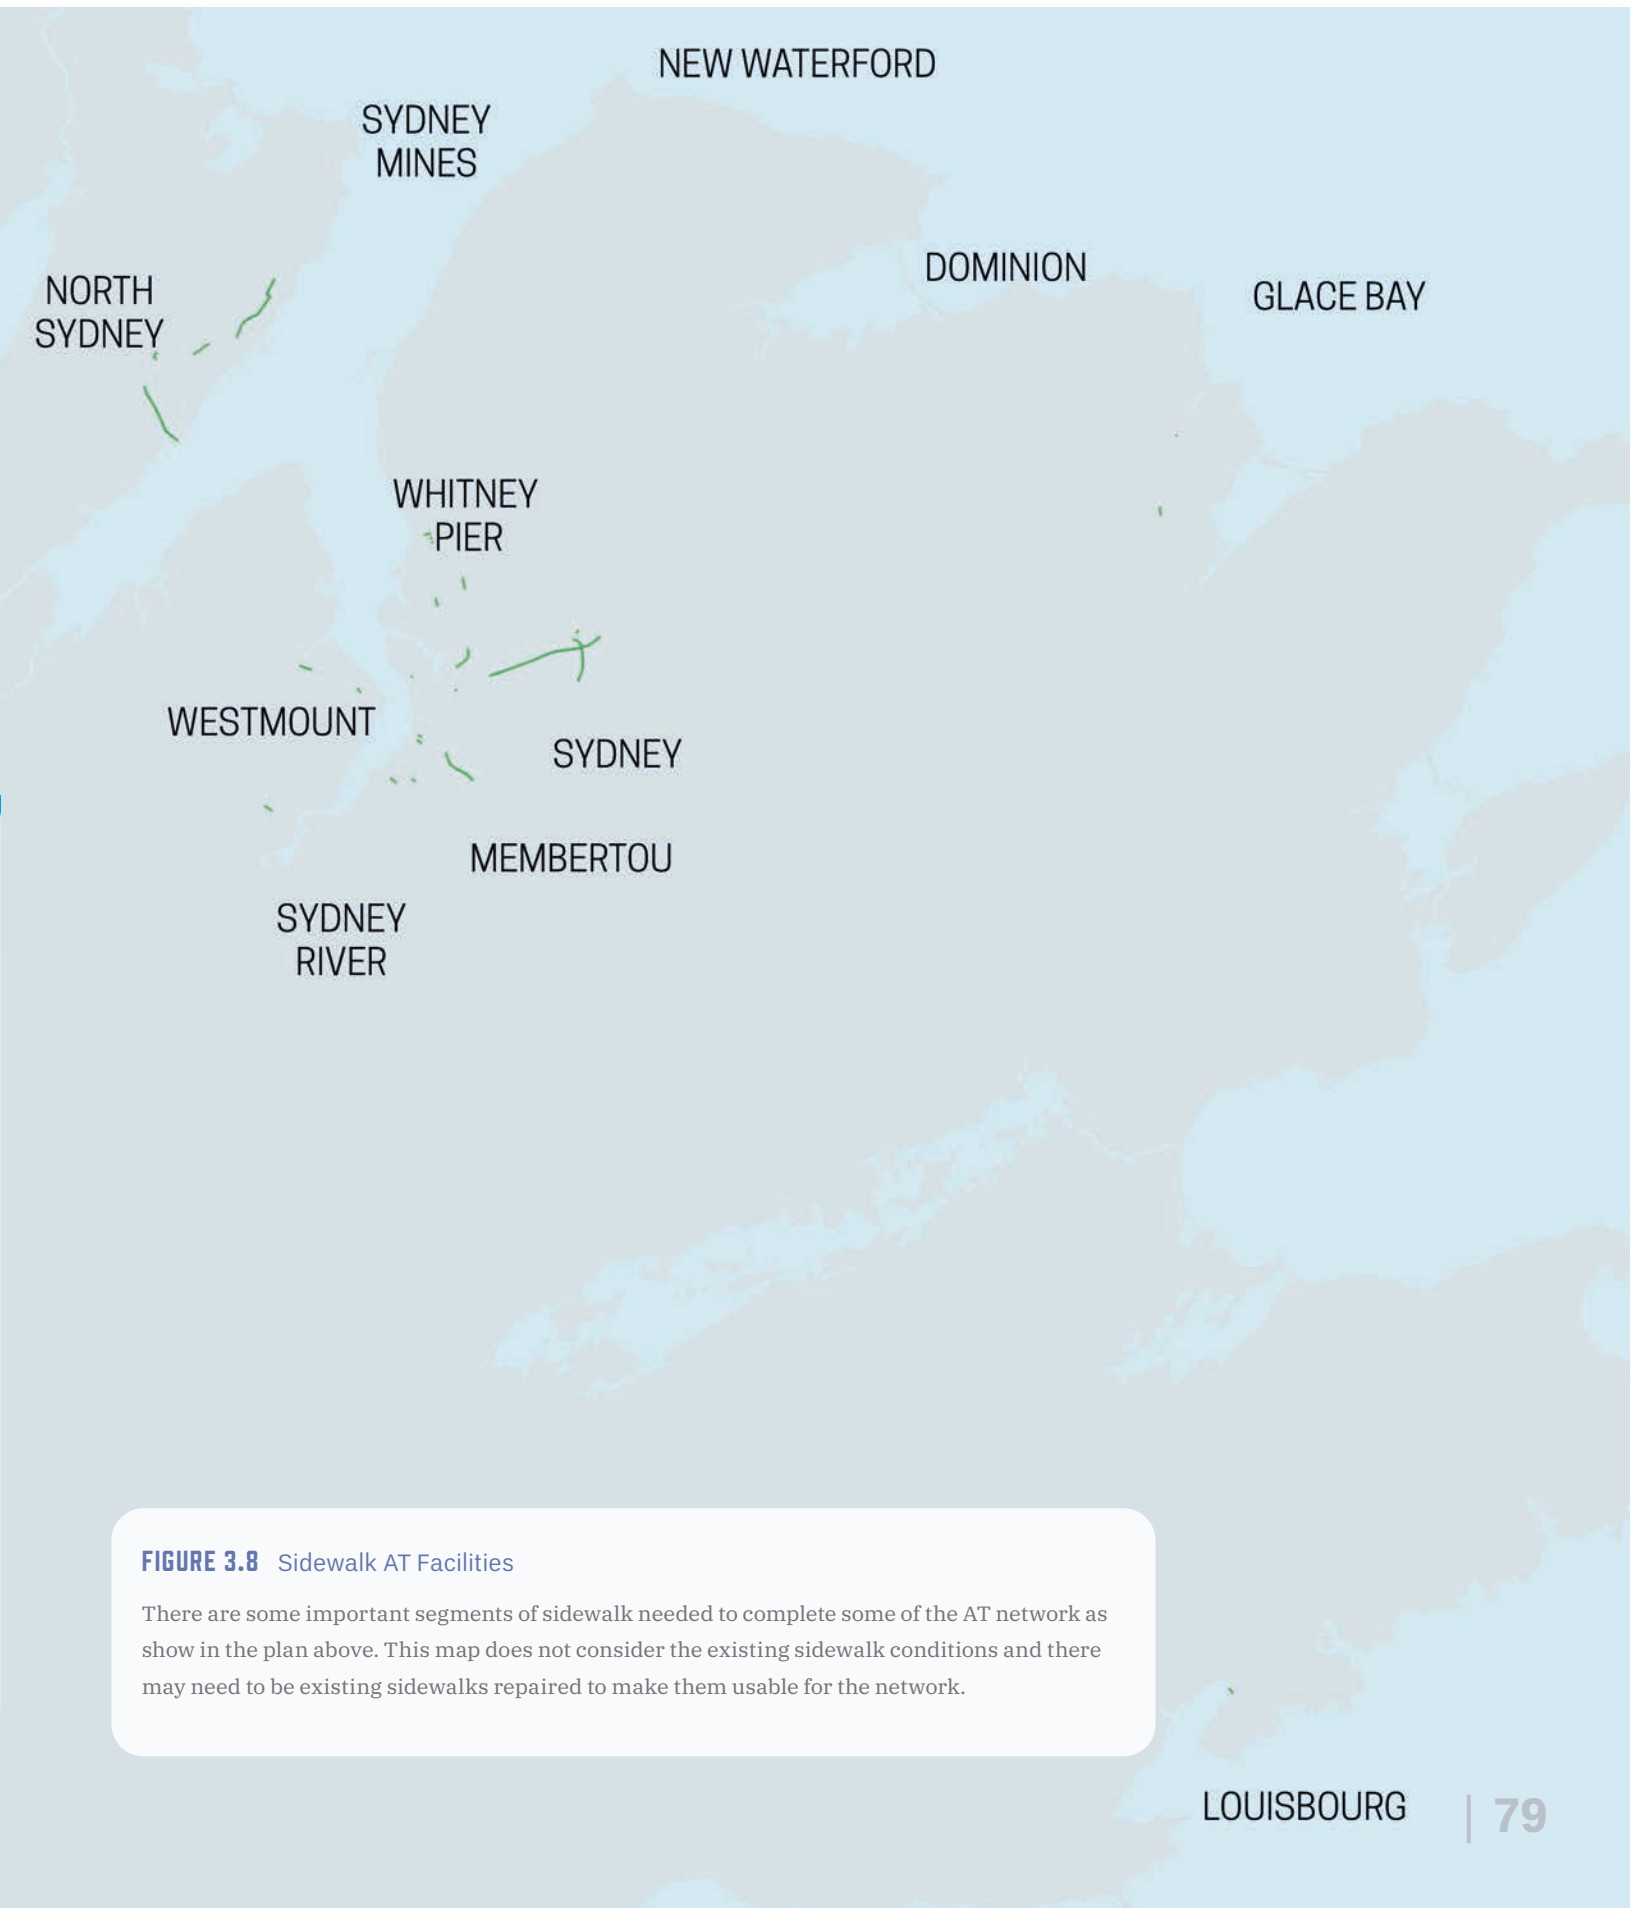 NEW WATERFORD
SYDNEY
MINES
DOMINION
NORTH
SYDNEY
GLACE BAY
WHITNEY
PIER
WESTMOUNT
SYDNEY
MEMBERTOU
SYDNEY
RIVER
FIGURE 3.8 Sidewalk AT Facilities
There are some important segments of sidewalk needed to complete some of the AT network as
show in the plan above. This map does not consider the existing sidewalk conditions and there
may need to be existing sidewalks repaired to make them usable for the network.
LOUISBOURG
| 79